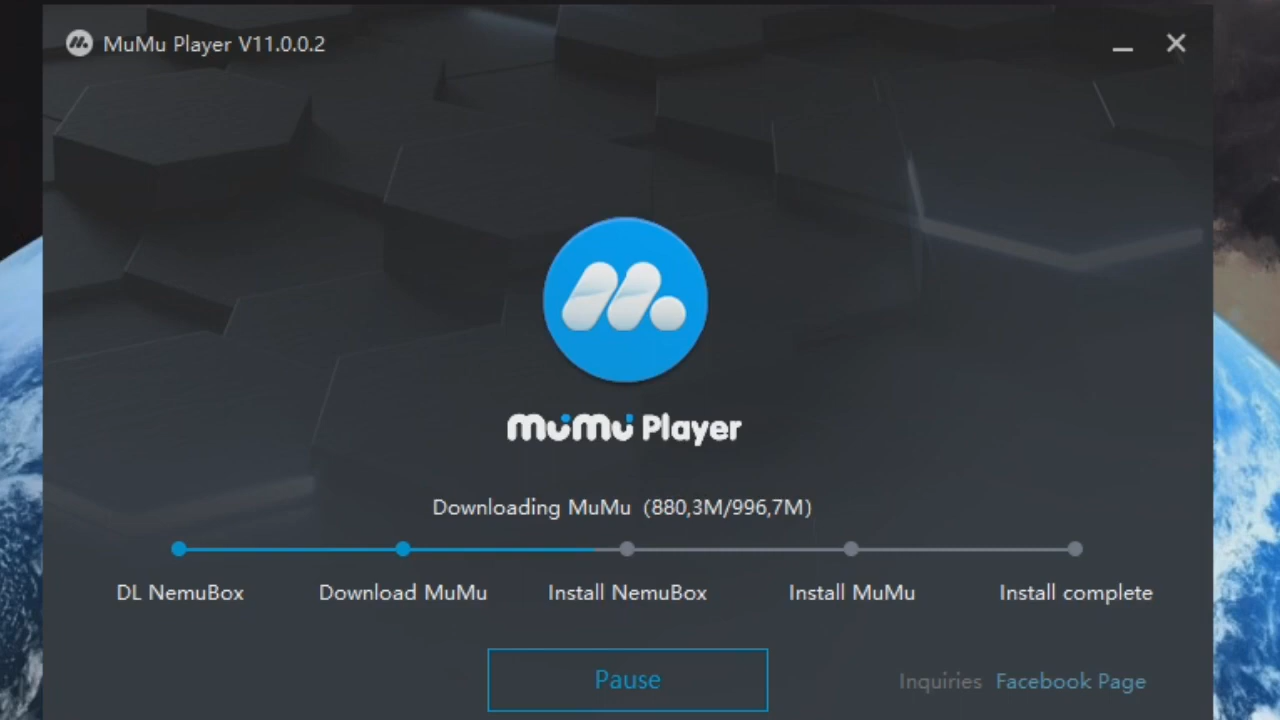 MuMu Player V11.0.0.2
MuMu Player
Downloading MuMu (880,3M/996,7M)
DL NemuBox
Download MuMu
Install NemuBox
Install MuMu
Install complete
Pause
Inquiries Facebook Page